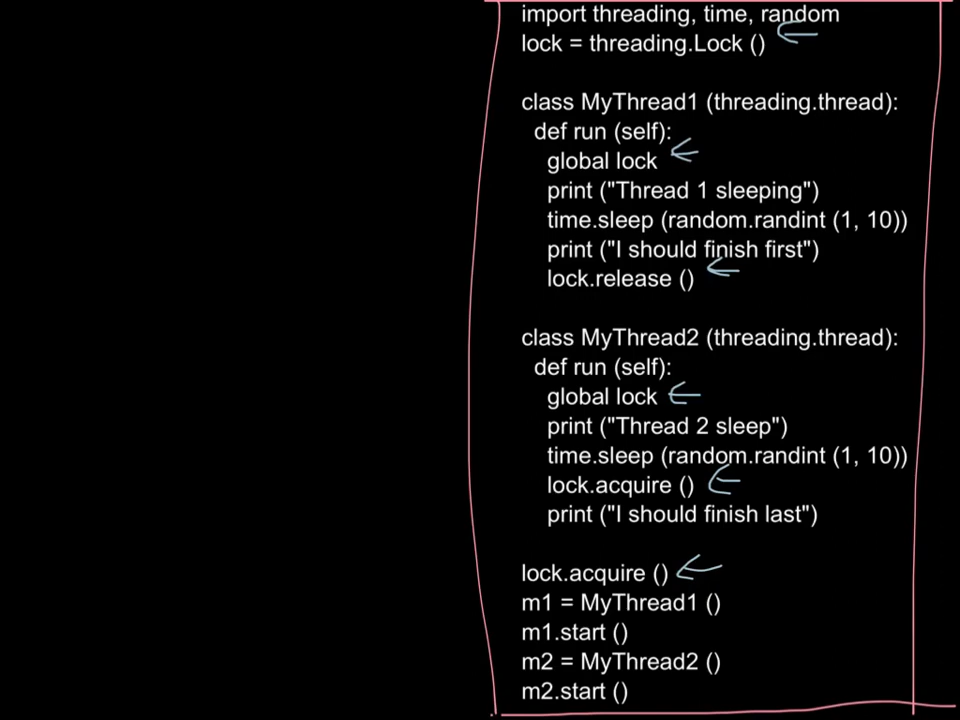 import threading, time, random
lock = threading.Lock ()
class MyThread1 (threading.thread):
def run (self):
global lock
print ("Thread 1 sleeping")
time.sleep (random.randint (1, 10))
print ("I should finish first")
lock.release ()
class MyThread2 (threading.thread):
def run (self):
global lock
print ("Thread 2 sleep")
time.sleep (random.randint (1, 10))
lock.acquire ()
print ("I should finish last")
lock.acquire ()
m1 = MyThread1 ()
m1.start ()
m2 = MyThread2 ()
m2.start ()